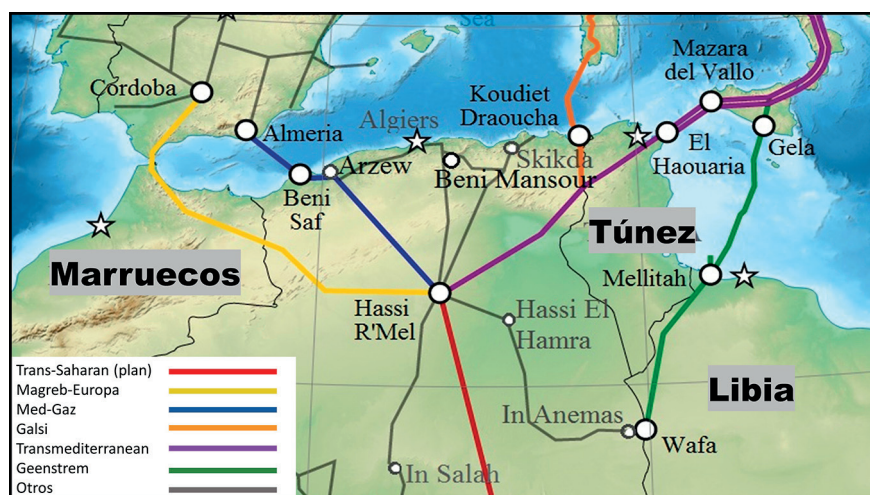 Sea
Cordoba
Almeria
Algiers
Koudiet
Draoucha
Mazara
del Vallo
Arzew
Skikda
Beni Mansour
El
Haouaria
Gela
Beni
Saf
Túnez
Marruecos
Mellitah
Hassi
R'Mel
Hassi El
Hamra
Libia
In Anemas
Wafa
In Salah
Trans-Saharan (plan)
Magreb-Europa
Med-Gaz
Galsi
Transmediterranean
Geenstrem
Otros